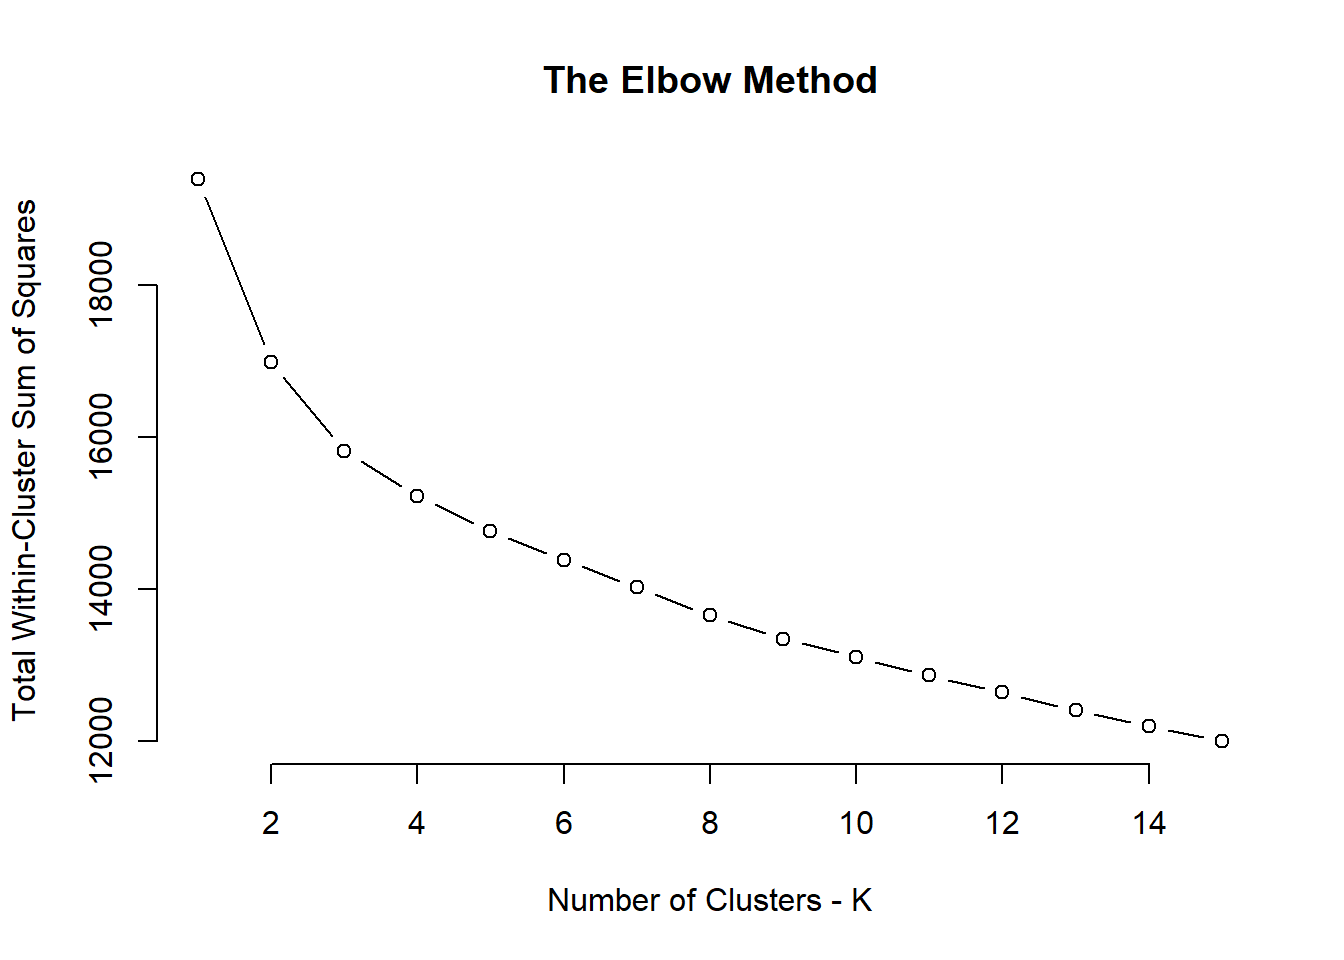 The Elbow Method
Total Within-Cluster Sum of Squares
18000
16000
14000
12000
2 4 6 8 10 12 14
Number of Clusters - K